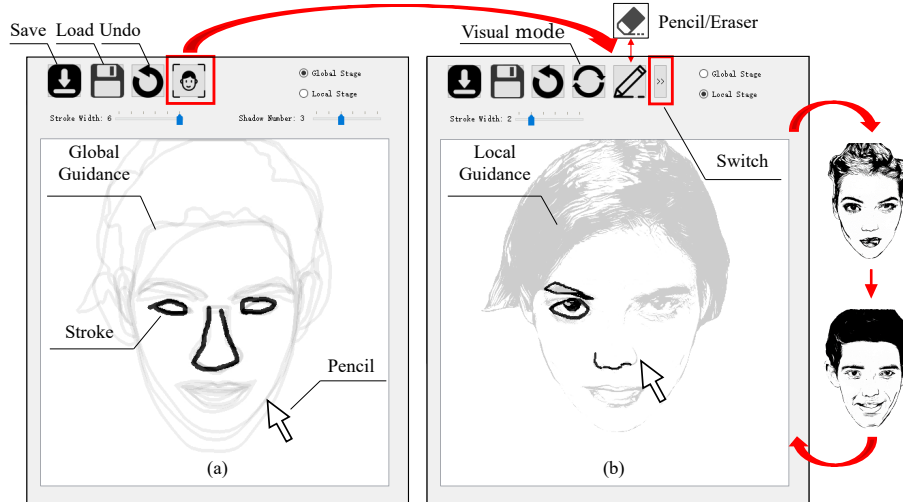 Save Load Undo
Visual mode
Pencil/Eraser
Global Stage
Local Stage
Stroke Width: 6
Shadow Number: 3
Global
Guidance
Stroke
Pencil
(a)
>>
Global Stage
Local Stage
Stroke Width: 2
Local
Guidance
Switch
(b)